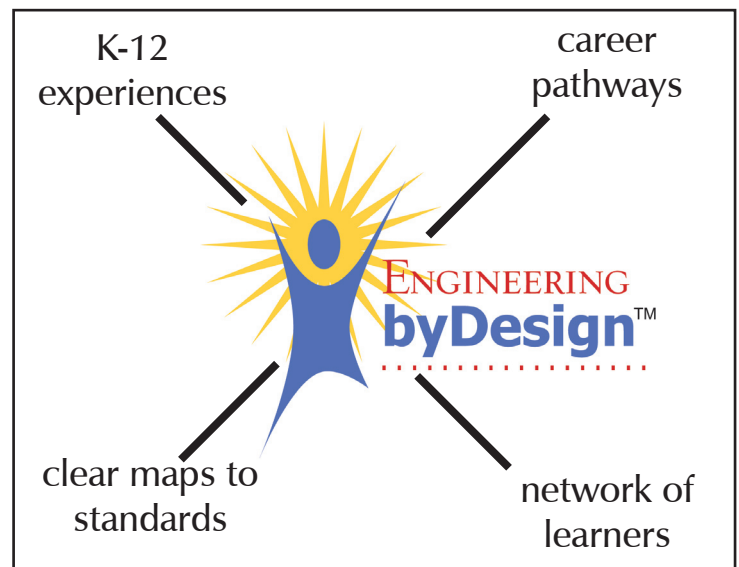 K-12
experiences
career
pathways
ENGINEERING
byDesign™
clear maps to
standards
network of
learners